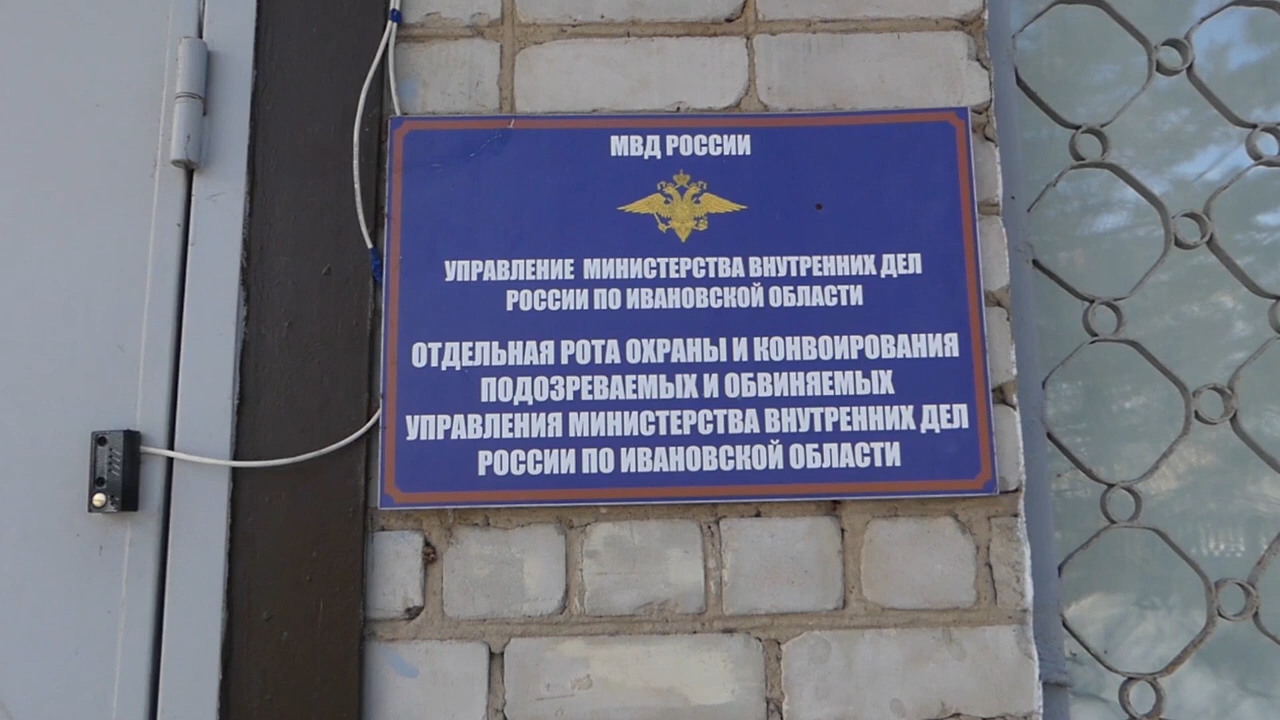 МВД РОССИИ
УПРАВЛЕНИЕ МИНИСТЕРСТВА ВНУТРЕННИХ ДЕЛ
РОССИИ ПО ИВАНОВСКОЙ ОБЛАСТИ
ОТДЕЛЬНАЯ РОТА ОХРАНЫ И КОНВОИРОВАНИЯ
ПОДОЗРЕВАЕМЫХ И ОБВИНЯЕМЫХ
УПРАВЛЕНИЯ МИНИСТЕРСТВА ВНУТРЕННИХ ДЕЛ
РОССИИ ПО ИВАНОВСКОЙ ОБЛАСТИ